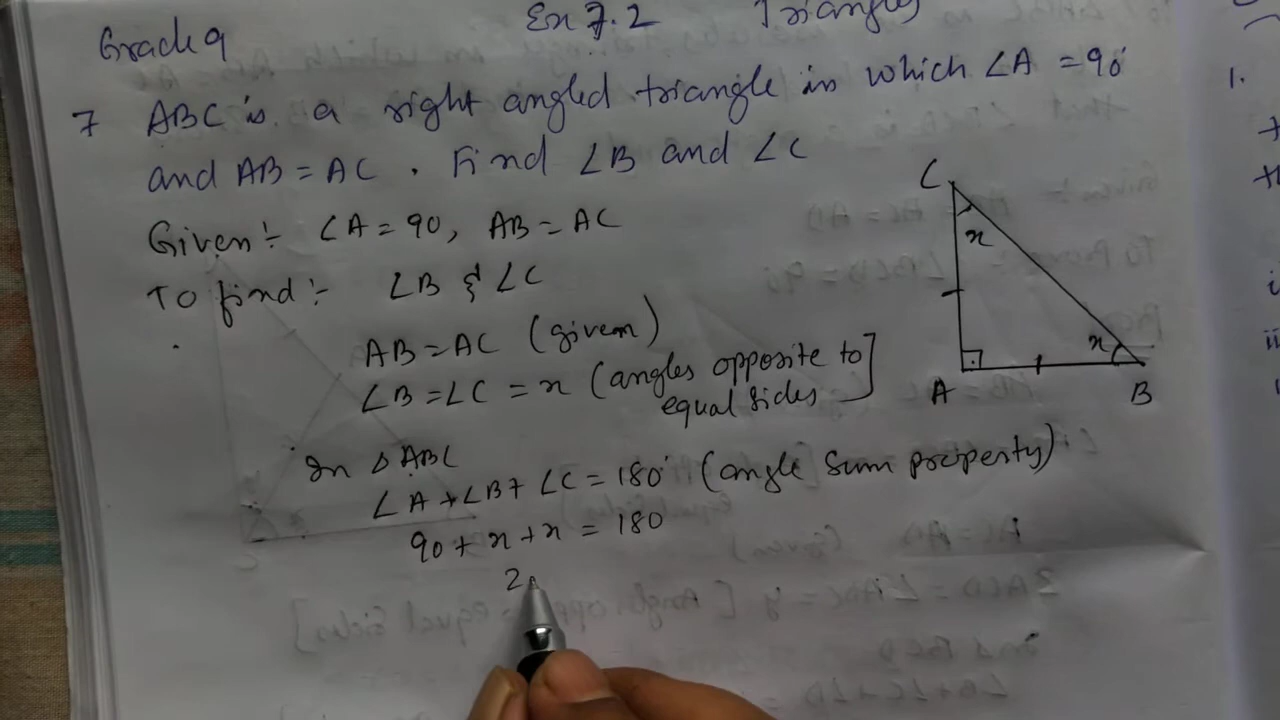 Grade 9
Ex 7.2 Triangles
7 ABC is a right angled triangle in which ∠A = 90°
and AB = AC . Find ∠B and ∠C
Given :- ∠A = 90, AB = AC
To find :- ∠B & ∠C
AB = AC (given)
∠B = ∠C = x (angles opposite to
equal sides]
In △ABC
∠A + ∠B + ∠C = 180° (angle sum property)
90 + x + x = 180
2
C
x
x
A
B
1.